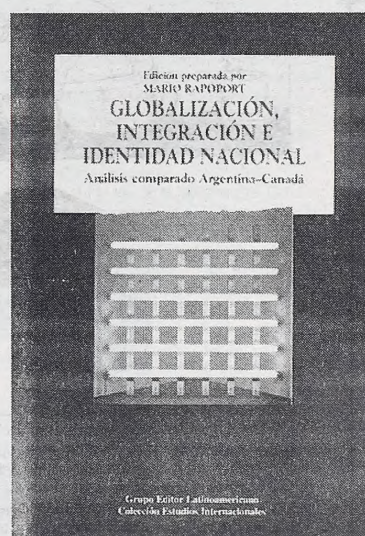 Edición preparada por
MARIO RAPOPORT
GLOBALIZACIÓN,
INTEGRACIÓN E
IDENTIDAD NACIONAL
Análisis comparado Argentina–Canadá
Grupo Editor Latinoamericano
Colección Estudios Internacionales